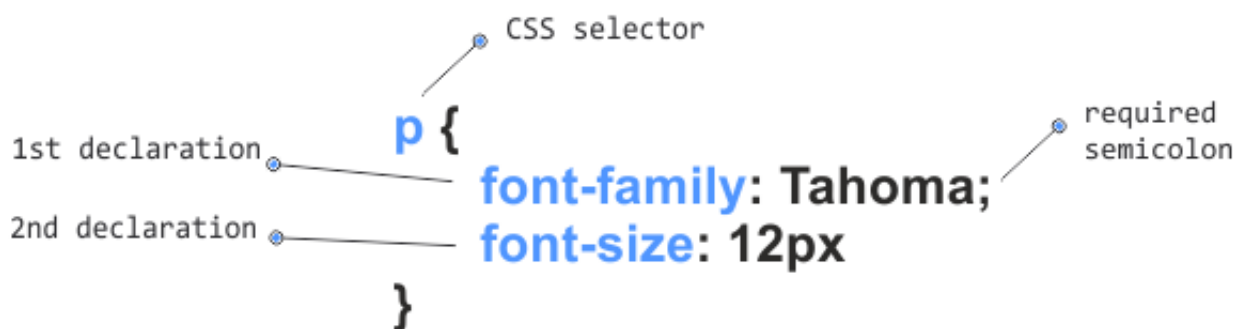 CSS selector
p {
required
semicolon
1st declaration
font-family: Tahoma;
2nd declaration
font-size: 12px
}